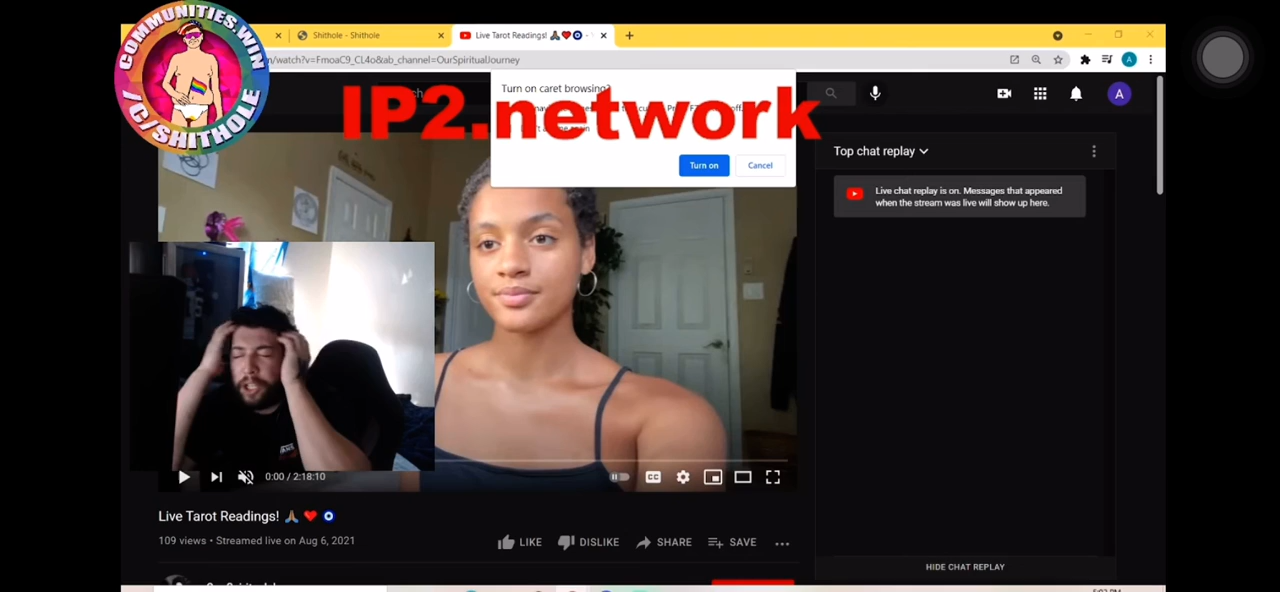 COMMUNITIES.WIN
/C/SHITHOLE
Shithole - Shithole
Live Tarot Readings!
/watch?v=FmoaC9_CL4o&ab_channel=OurSpiritualJourney
Turn on caret browsing?
IP2.network
Turn on
Cancel
A
Top chat replay
Live chat replay is on. Messages that appeared
when the stream was live will show up here.
VANS
0:00 / 2:18:10
CC
Live Tarot Readings! 🙏🏽 ❤️ 🧿
109 views • Streamed live on Aug 6, 2021
LIKE
DISLIKE
SHARE
SAVE
HIDE CHAT REPLAY